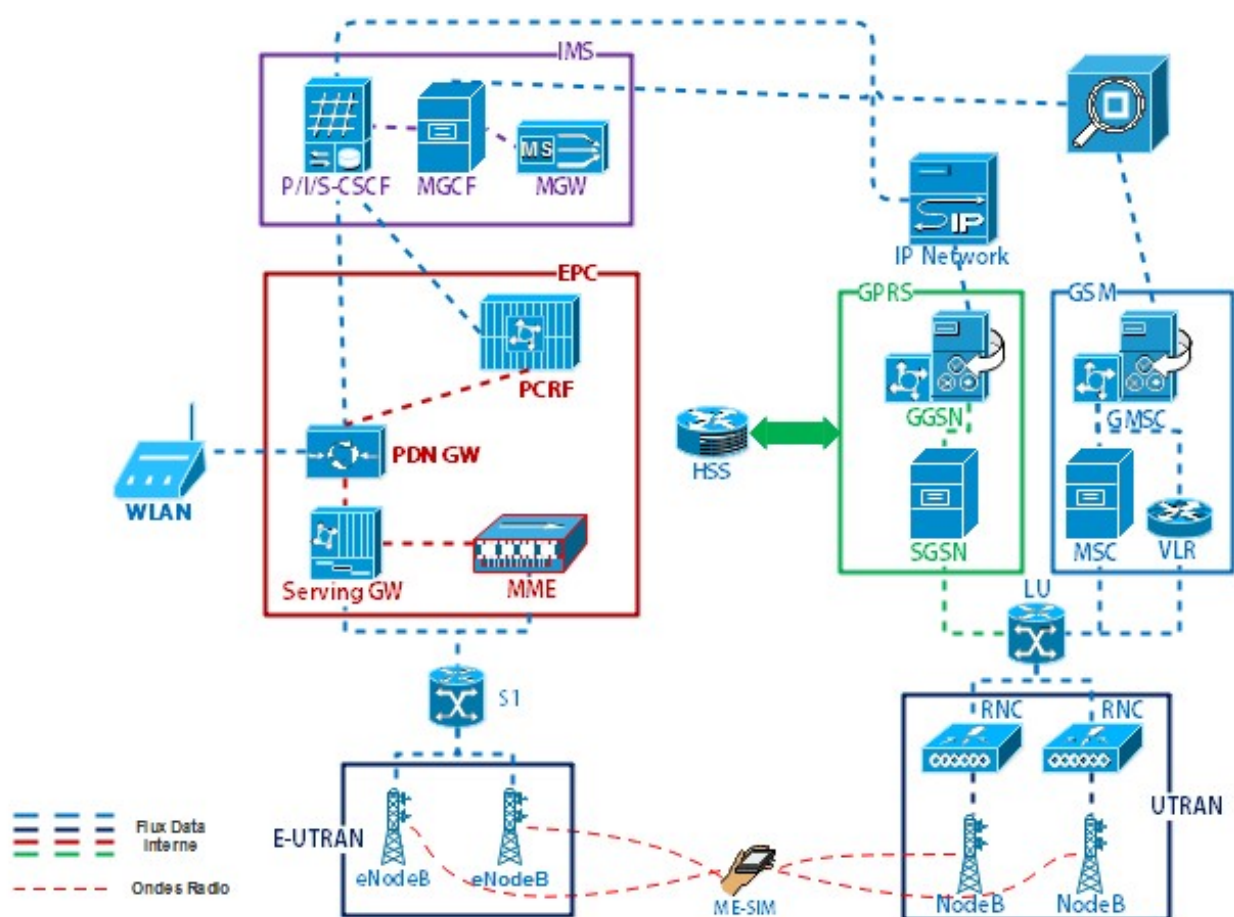 IMS
P/I/S-CSCF
MGCF
MS
MGW
IP
IP Network
EPC
PCRF
PDN GW
WLAN
Serving GW
MME
GPRS
GSM
GGSN
GMSC
HSS
SGSN
MSC
VLR
LU
S1
RNC
RNC
UTRAN
E-UTRAN
eNodeB
eNodeB
ME-SIM
NodeB
NodeB
Flux Data
Interne
Ondes Radio